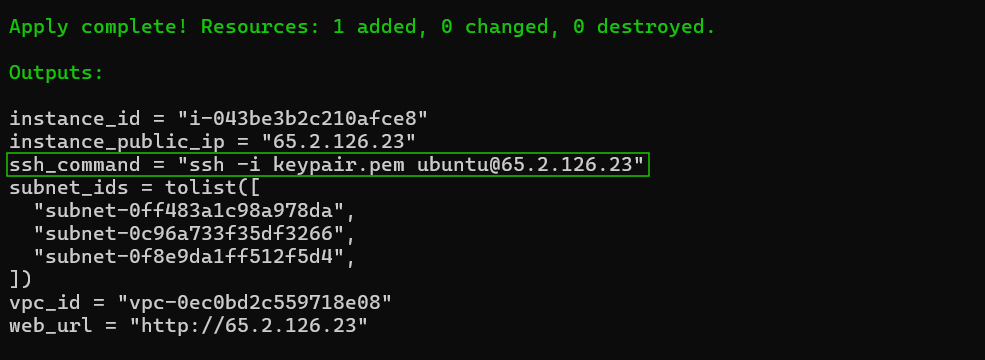 Apply complete! Resources: 1 added, 0 changed, 0 destroyed.
Outputs:
instance_id = "i-043be3b2c210afce8"
instance_public_ip = "65.2.126.23"
ssh_command = "ssh -i keypair.pem ubuntu@65.2.126.23"
subnet_ids = tolist([
  "subnet-0ff483a1c98a978da",
  "subnet-0c96a733f35df3266",
  "subnet-0f8e9da1ff512f5d4",
])
vpc_id = "vpc-0ec0bd2c559718e08"
web_url = "http://65.2.126.23"